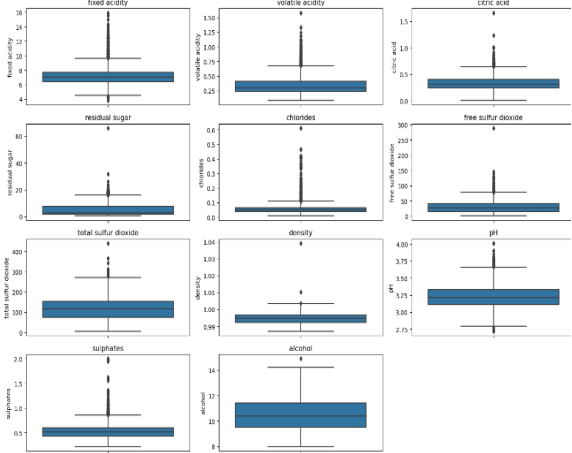 fixed acidity
volatile acidity
citric acid
fixed acidity
16
14
12
10
8
6
4
volatile acidity
1.50
1.25
1.00
0.75
0.50
0.25
citric acid
1.5
1.0
0.5
0.0
residual sugar
chlorides
free sulfur dioxide
residual sugar
60
40
20
0
chlorides
0.6
0.5
0.4
0.3
0.2
0.1
0.0
free sulfur dioxide
300
250
200
150
100
50
0
total sulfur dioxide
density
pH
total sulfur dioxide
400
300
200
100
0
density
1.04
1.03
1.02
1.01
1.00
0.99
pH
4.00
3.75
3.50
3.25
3.00
2.75
sulphates
alcohol
sulphates
2.0
1.5
1.0
0.5
alcohol
14
12
10
8